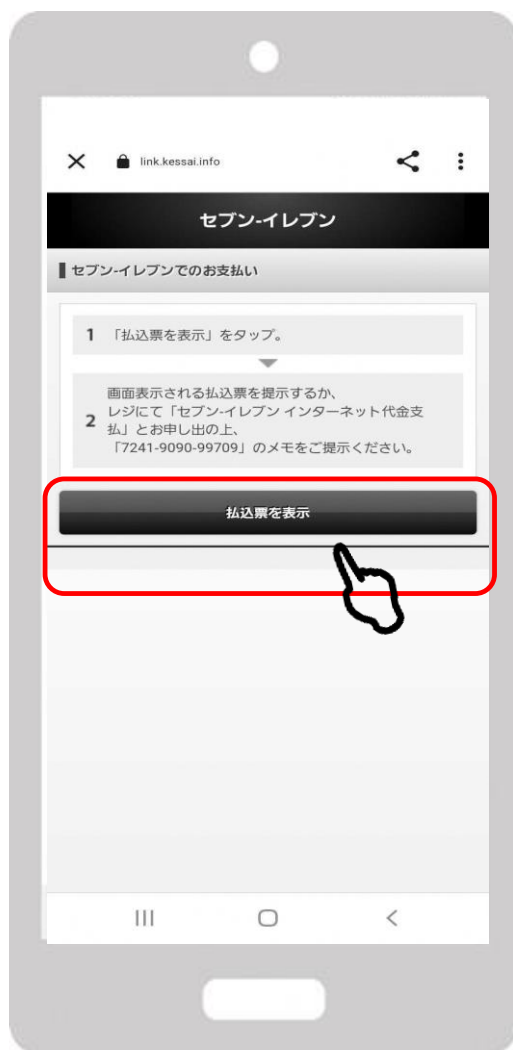 link.kessai.info
セブン-イレブン
セブン-イレブンでのお支払い
1 「払込票を表示」をタップ。
画面表示される払込票を提示するか、
2 レジにて「セブン-イレブン インターネット代金支
払」とお申し出の上、
「7241-9090-99709」のメモをご提示ください。
払込票を表示